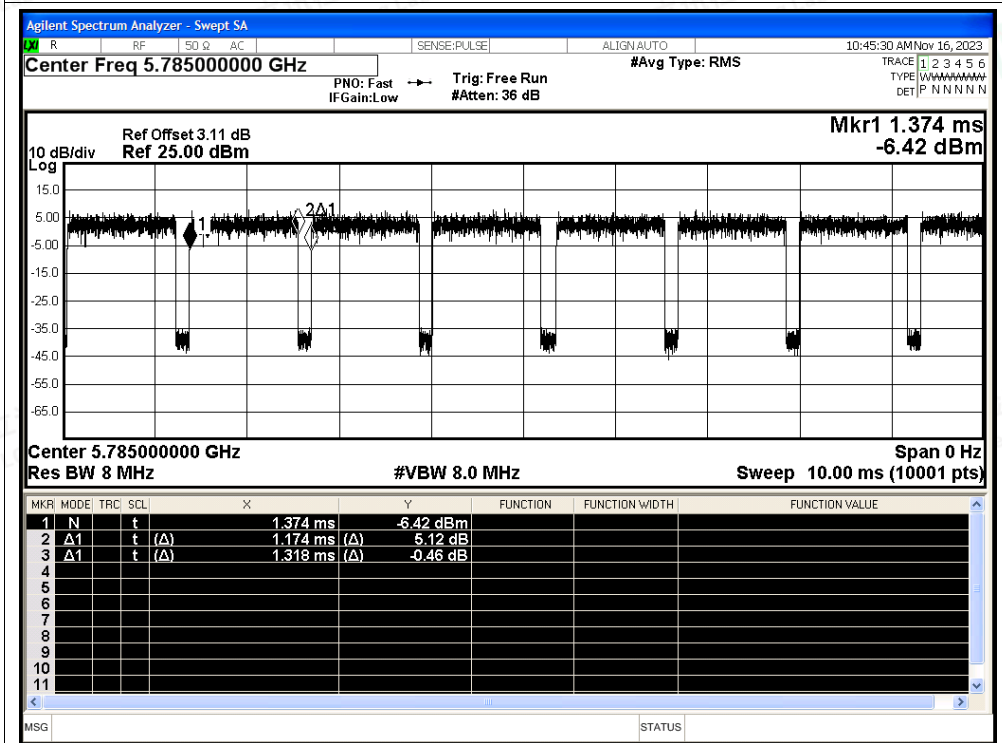 Agilent Spectrum Analyzer - Swept SA
LXI R RF 50 Ω AC SENSE:PULSE ALIGN AUTO 10:45:30 AM Nov 16, 2023
Center Freq 5.785000000 GHz #Avg Type: RMS TRACE 1 2 3 4 5 6
PNO: Fast Trig: Free Run TYPE WWWWWW
IFGain:Low #Atten: 36 dB DET P N N N N N
Mkr1 1.374 ms
Ref Offset 3.11 dB
10 dB/div Ref 25.00 dBm -6.42 dBm
Log
15.0
5.00
1
2Δ1
-5.00
-15.0
-25.0
-35.0
-45.0
-55.0
-65.0
Center 5.785000000 GHz Span 0 Hz
Res BW 8 MHz #VBW 8.0 MHz Sweep 10.00 ms (10001 pts)
MKR MODE TRC SCL X Y FUNCTION FUNCTION WIDTH FUNCTION VALUE
1 N t 1.374 ms -6.42 dBm
2 Δ1 t (Δ) 1.174 ms (Δ) 5.12 dB
3 Δ1 t (Δ) 1.318 ms (Δ) -0.46 dB
4
5
6
7
8
9
10
11
MSG STATUS